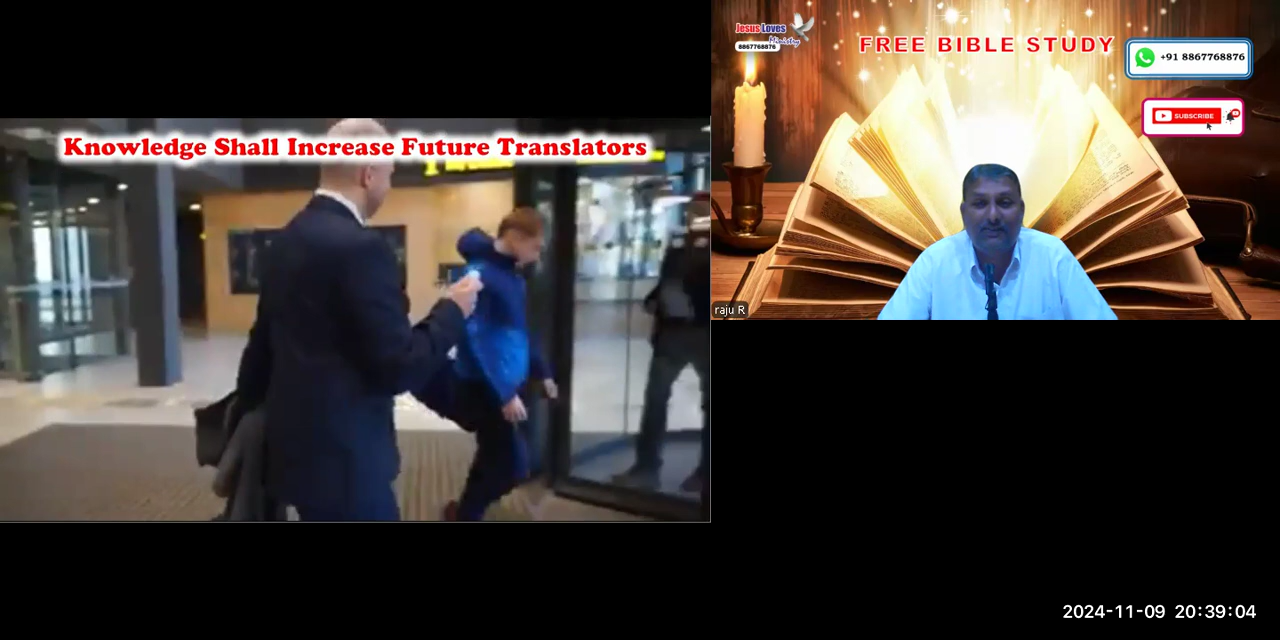 Knowledge Shall Increase Future Translators
Jesus Loves
Ministry
8867768876
FREE BIBLE STUDY
+91 8867768876
SUBSCRIBE
raju R
2024-11-09 20:39:04